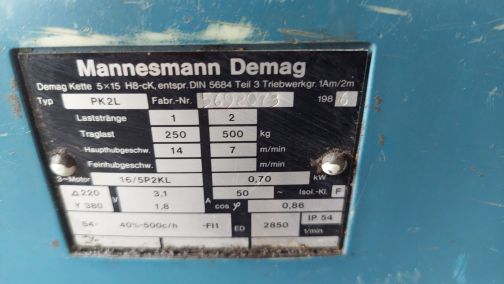 Mannesmann Demag
Demag Kette 5×15 H8-cK, entspr. DIN 5684 Teil 3 Triebwerkgr. 1Am/2m
Typ PK2L Fabr.-Nr. 198
Laststränge 1 2
Traglast 250 500 kg
Haupthubgeschw. 14 7 m/min
Feinhubgeschw. m/min
3~Motor 16/5P2KL 0,70 kW
Δ 220 V 3,1 A 50 ~ Isol.-Kl. F
Y 380 1,8 cos φ 0,86
S4- 40%-500c/h -FI1 ED 2850 t/min IP 54